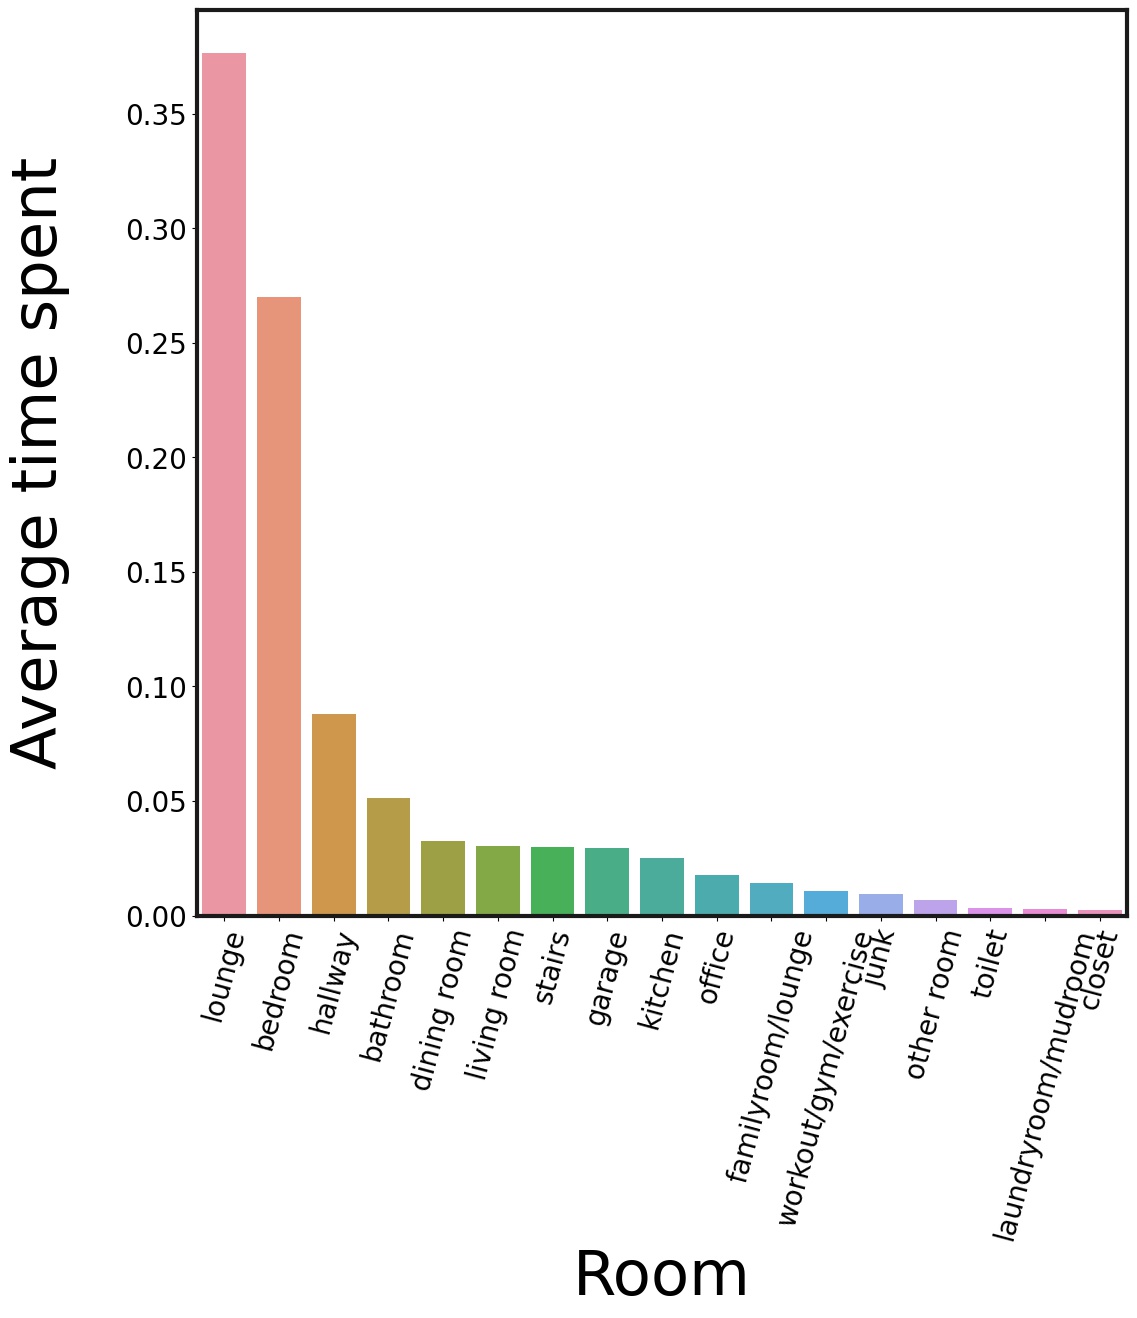 Average time spent
0.35
0.30
0.25
0.20
0.15
0.10
0.05
0.00
lounge
bedroom
hallway
bathroom
dining room
living room
stairs
garage
kitchen
office
familyroom/lounge
workout/gym/exercise
junk
other room
toilet
laundryroom/mudroom
closet
Room